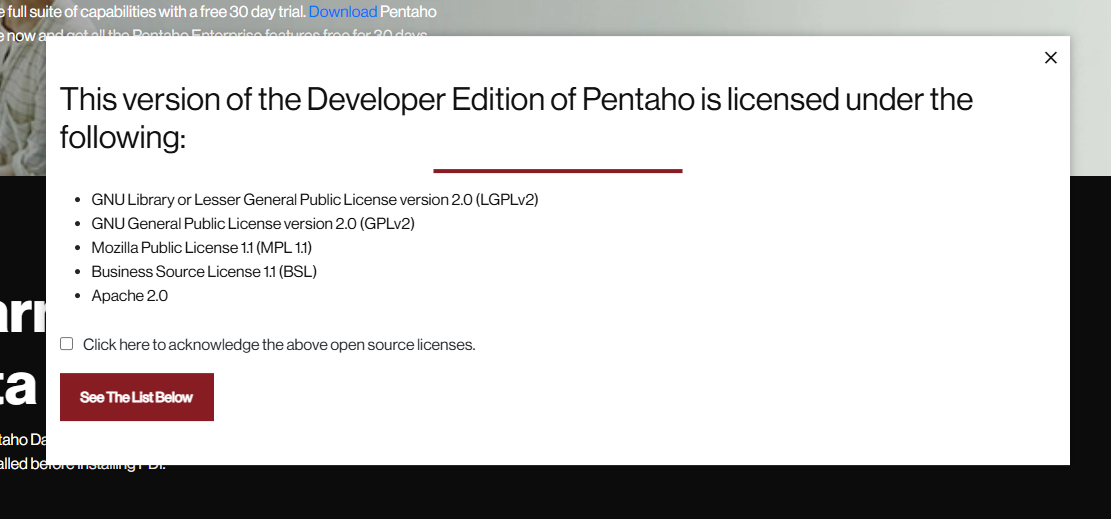 e full suite of capabilities with a free 30 day trial. Download Pentaho
e now and get all the Pentaho Enterprise features free for 30 days
This version of the Developer Edition of Pentaho is licensed under the
following:
• GNU Library or Lesser General Public License version 2.0 (LGPLv2)
• GNU General Public License version 2.0 (GPLv2)
• Mozilla Public License 1.1 (MPL 1.1)
• Business Source License 1.1 (BSL)
• Apache 2.0
Click here to acknowledge the above open source licenses.
See The List Below
ta
taho Da
alled before installing PDI.